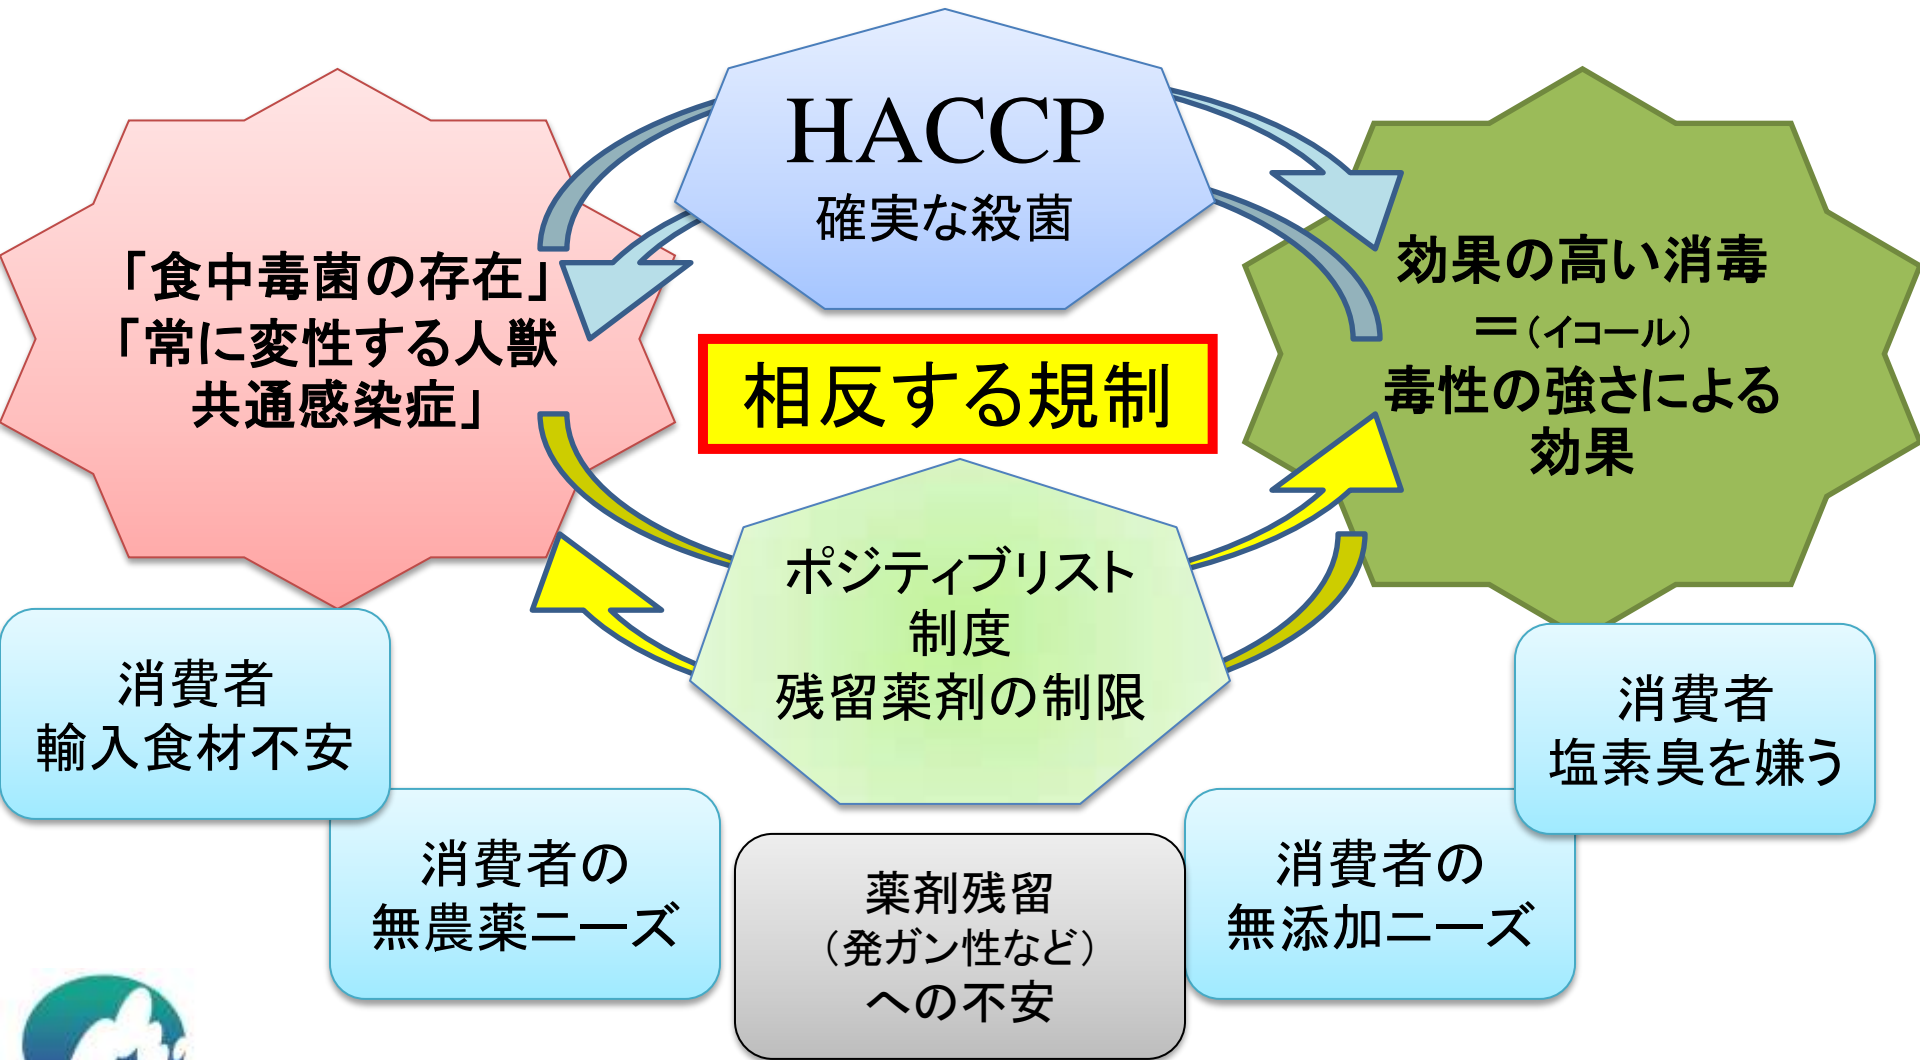 HACCP
確実な殺菌
「食中毒菌の存在」
「常に変性する人獣
共通感染症」
効果の高い消毒
＝（イコール）
毒性の強さによる
効果
相反する規制
ポジティブリスト
制度
残留薬剤の制限
消費者
輸入食材不安
消費者
塩素臭を嫌う
消費者の
無農薬ニーズ
薬剤残留
（発ガン性など）
への不安
消費者の
無添加ニーズ